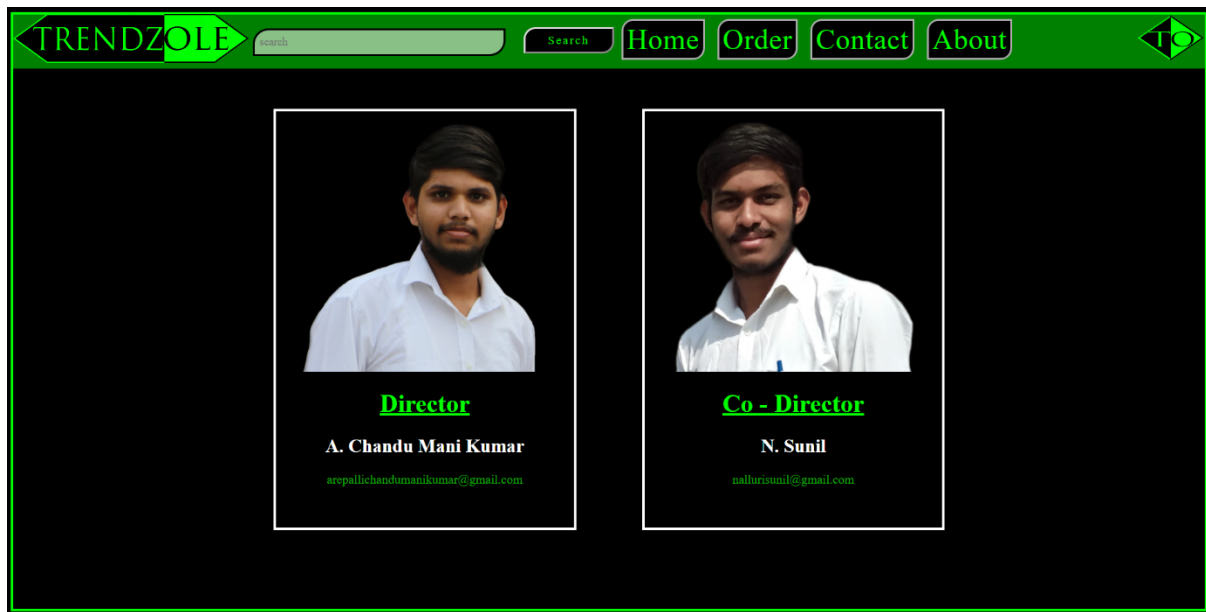 TRENDZOLE
search
Search
Home
Order
Contact
About
TO
Director
A. Chandu Mani Kumar
arepallichandumanikumar@gmail.com
Co - Director
N. Sunil
nallurisunil@gmail.com